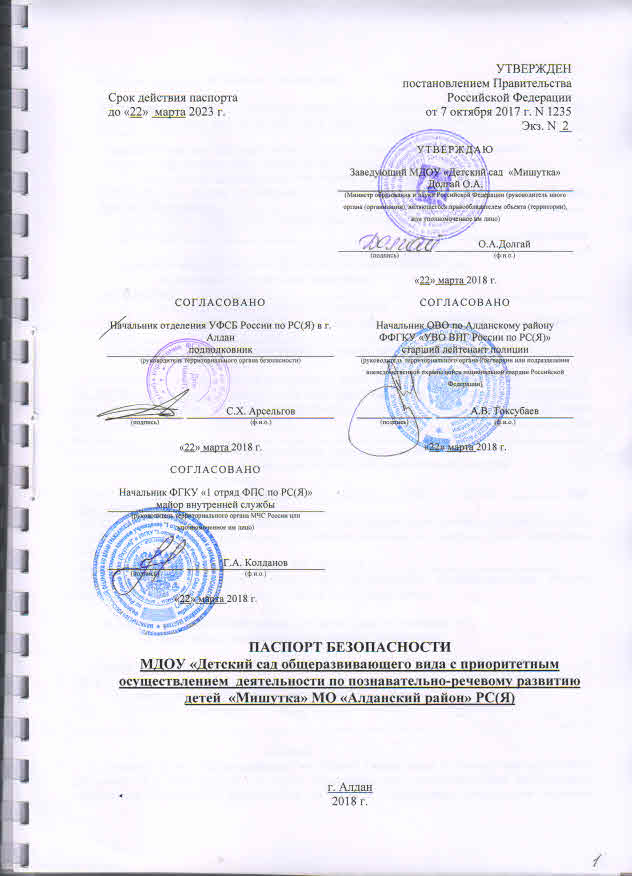 УТВЕРЖДЕН
постановлением Правительства
Российской Федерации
от 7 октября 2017 г. N 1235
Экз. N 2
Срок действия паспорта
до «22» марта 2023 г.
УТВЕРЖДАЮ
Заведующий МДОУ «Детский сад «Мишутка»
Долгай О.А.
(Министр образования и науки Российской Федерации (руководитель иного
органа (организации), являющегося правообладателем объекта (территории),
или уполномоченное им лицо)
Долгай О.А.Долгай
(подпись) (ф.и.о.)
«22» марта 2018 г.
СОГЛАСОВАНО
Начальник отделения УФСБ России по РС(Я) в г.
Алдан
подполковник
(руководитель территориального органа безопасности)
С.Х. Арсельгов
(подпись) (ф.и.о.)
«22» марта 2018 г.
СОГЛАСОВАНО
Начальник ОВО по Алданскому району
ФФГКУ «УВО ВНГ России по РС(Я)»
старший лейтенант полиции
(руководитель территориального органа Росгвардии или подразделения
вневедомственной охраны войск национальной гвардии Российской
Федерации)
А.В. Токсубаев
(подпись) (ф.и.о.)
«22» марта 2018 г.
СОГЛАСОВАНО
Начальник ФГКУ «1 отряд ФПС по РС(Я)»
майор внутренней службы
(руководитель территориального органа МЧС России или
уполномоченное им лицо)
Г.А. Колданов
(подпись) (ф.и.о.)
«22» марта 2018 г.
ПАСПОРТ БЕЗОПАСНОСТИ
МДОУ «Детский сад общеразвивающего вида с приоритетным
осуществлением деятельности по познавательно-речевому развитию
детей «Мишутка» МО «Алданский район» РС(Я)
г. Алдан
2018 г.
1